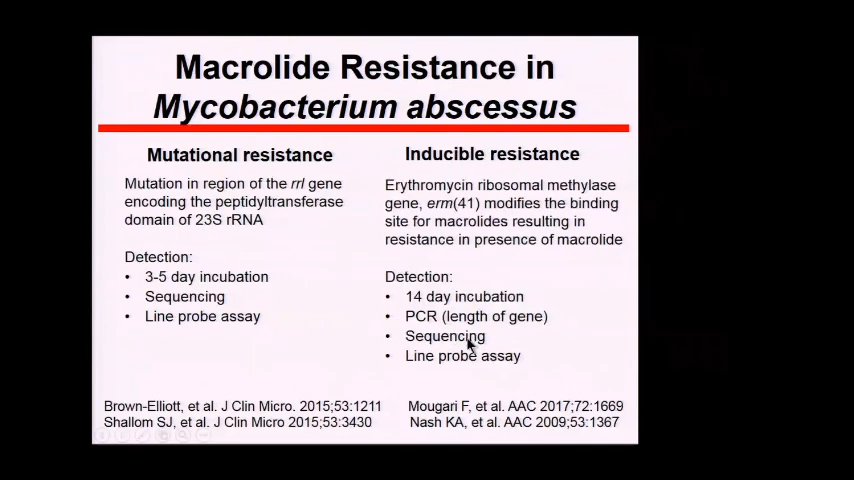 Macrolide Resistance in
Mycobacterium abscessus
Mutational resistance
Mutation in region of the rrl gene
encoding the peptidyltransferase
domain of 23S rRNA
Detection:
• 3-5 day incubation
• Sequencing
• Line probe assay
Inducible resistance
Erythromycin ribosomal methylase
gene, erm(41) modifies the binding
site for macrolides resulting in
resistance in presence of macrolide
Detection:
• 14 day incubation
• PCR (length of gene)
• Sequencing
• Line probe assay
Brown-Elliott, et al. J Clin Micro. 2015;53:1211
Shallom SJ, et al. J Clin Micro 2015;53:3430
Mougari F, et al. AAC 2017;72:1669
Nash KA, et al. AAC 2009;53:1367